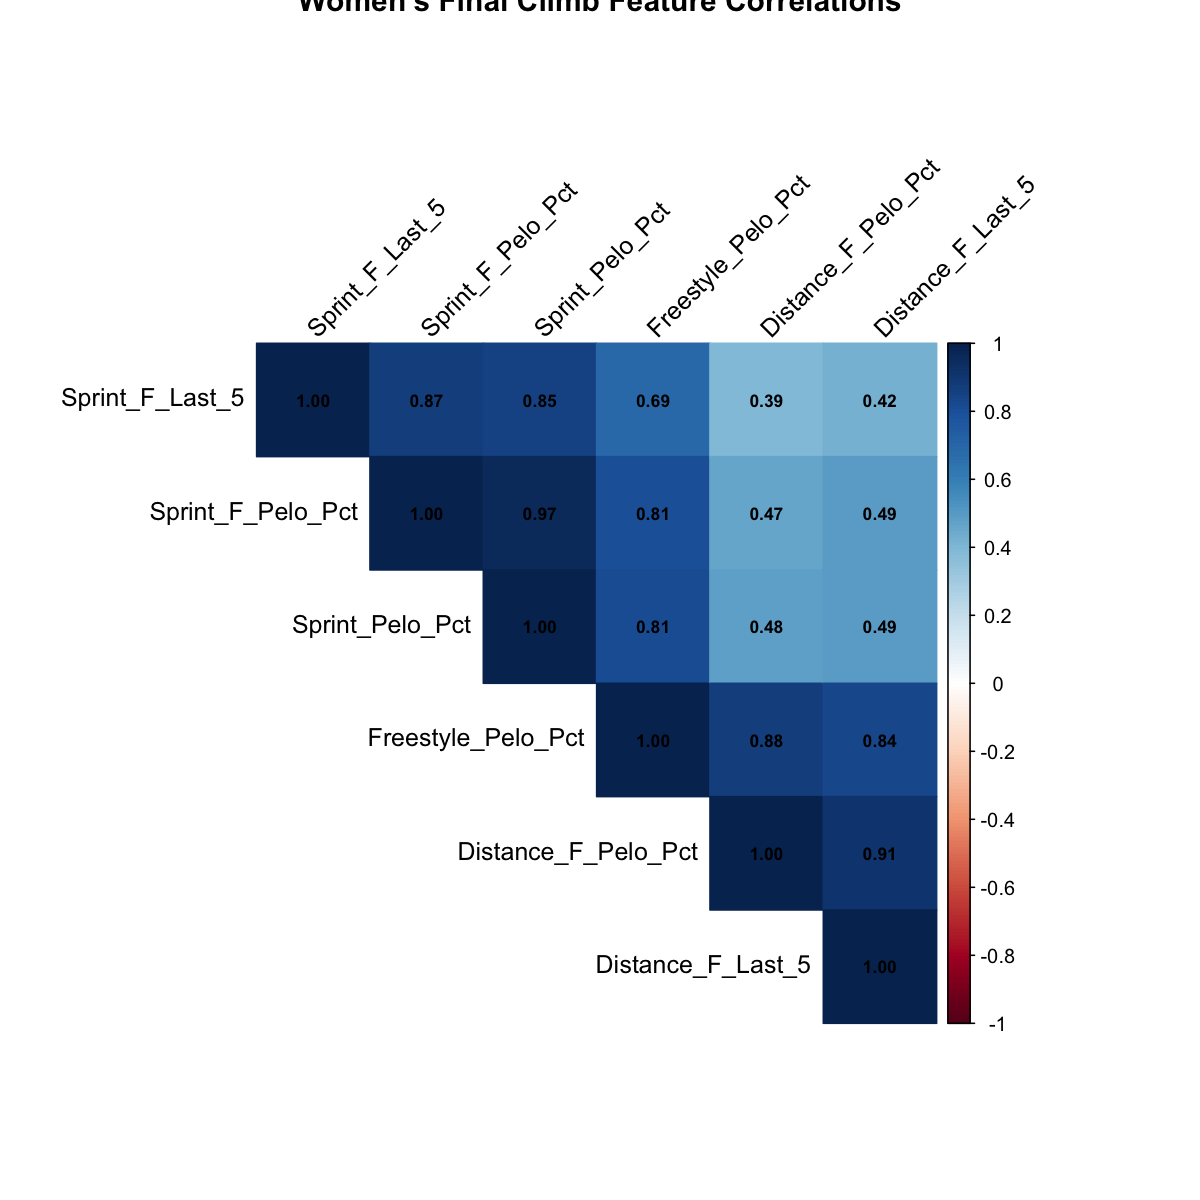 Women's Final Climb Feature Correlations
Sprint_F_Last_5
Sprint_F_Pelo_Pct
Sprint_Pelo_Pct
Freestyle_Pelo_Pct
Distance_F_Pelo_Pct
Distance_F_Last_5
Sprint_F_Last_5 1.00 0.87 0.85 0.69 0.39 0.42
Sprint_F_Pelo_Pct 1.00 0.97 0.81 0.47 0.49
Sprint_Pelo_Pct 1.00 0.81 0.48 0.49
Freestyle_Pelo_Pct 1.00 0.88 0.84
Distance_F_Pelo_Pct 1.00 0.91
Distance_F_Last_5 1.00
1
0.8
0.6
0.4
0.2
0
-0.2
-0.4
-0.6
-0.8
-1